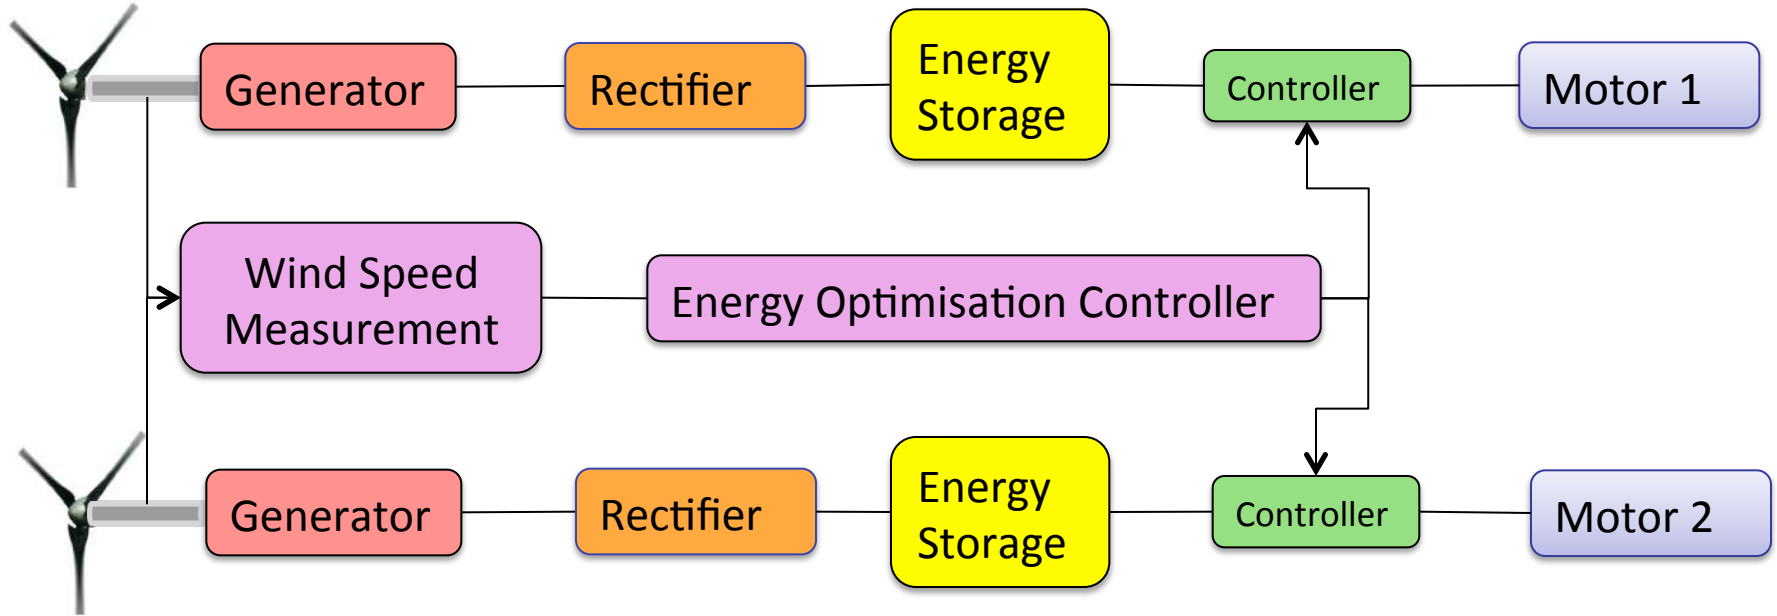 Generator
Rectifier
Energy
Storage
Controller
Motor 1
Wind Speed
Measurement
Energy Optimisation Controller
Generator
Rectifier
Energy
Storage
Controller
Motor 2